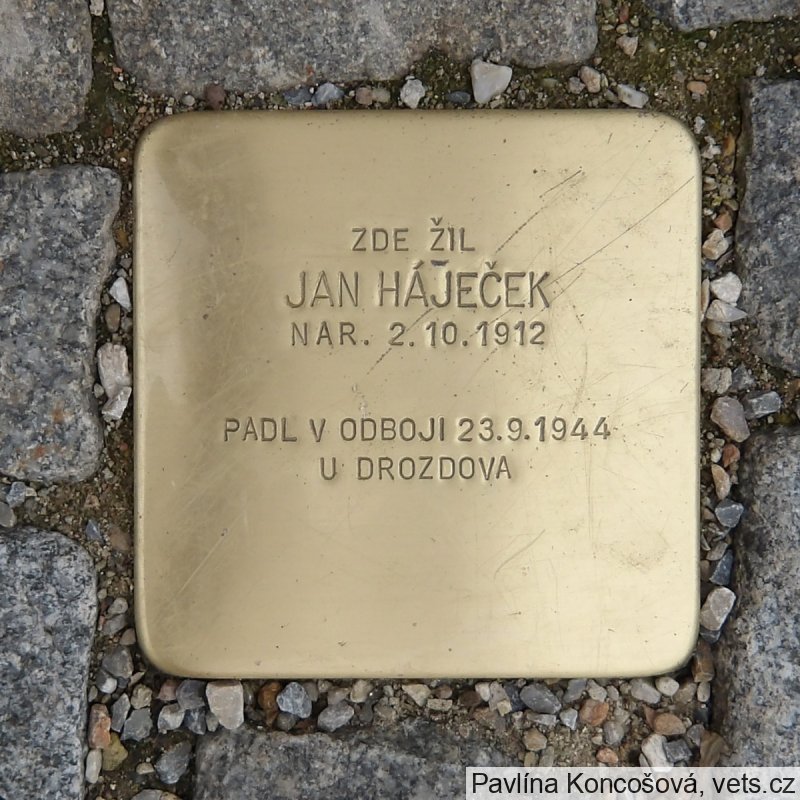 ZDE ŽIL
JAN HÁJEČEK
NAR. 2.10.1912
PADL V ODBOJI 23.9.1944
U DROZDOVA
Pavlína Koncošová, vets.cz